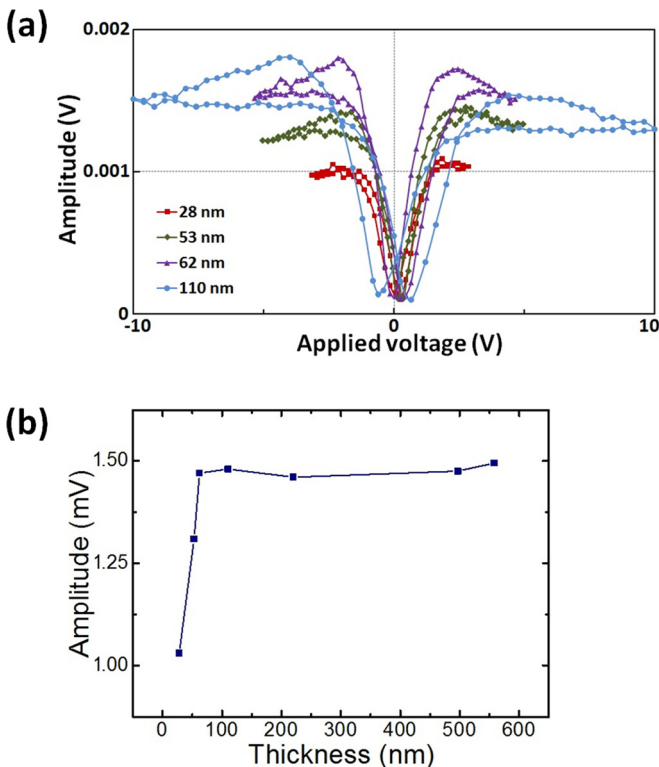 (a)
0.002
Amplitude (V)
0.001
28 nm
53 nm
62 nm
110 nm
0
-10
0
10
Applied voltage (V)
(b)
1.50
Amplitude (mV)
1.25
1.00
0 100 200 300 400 500 600
Thickness (nm)